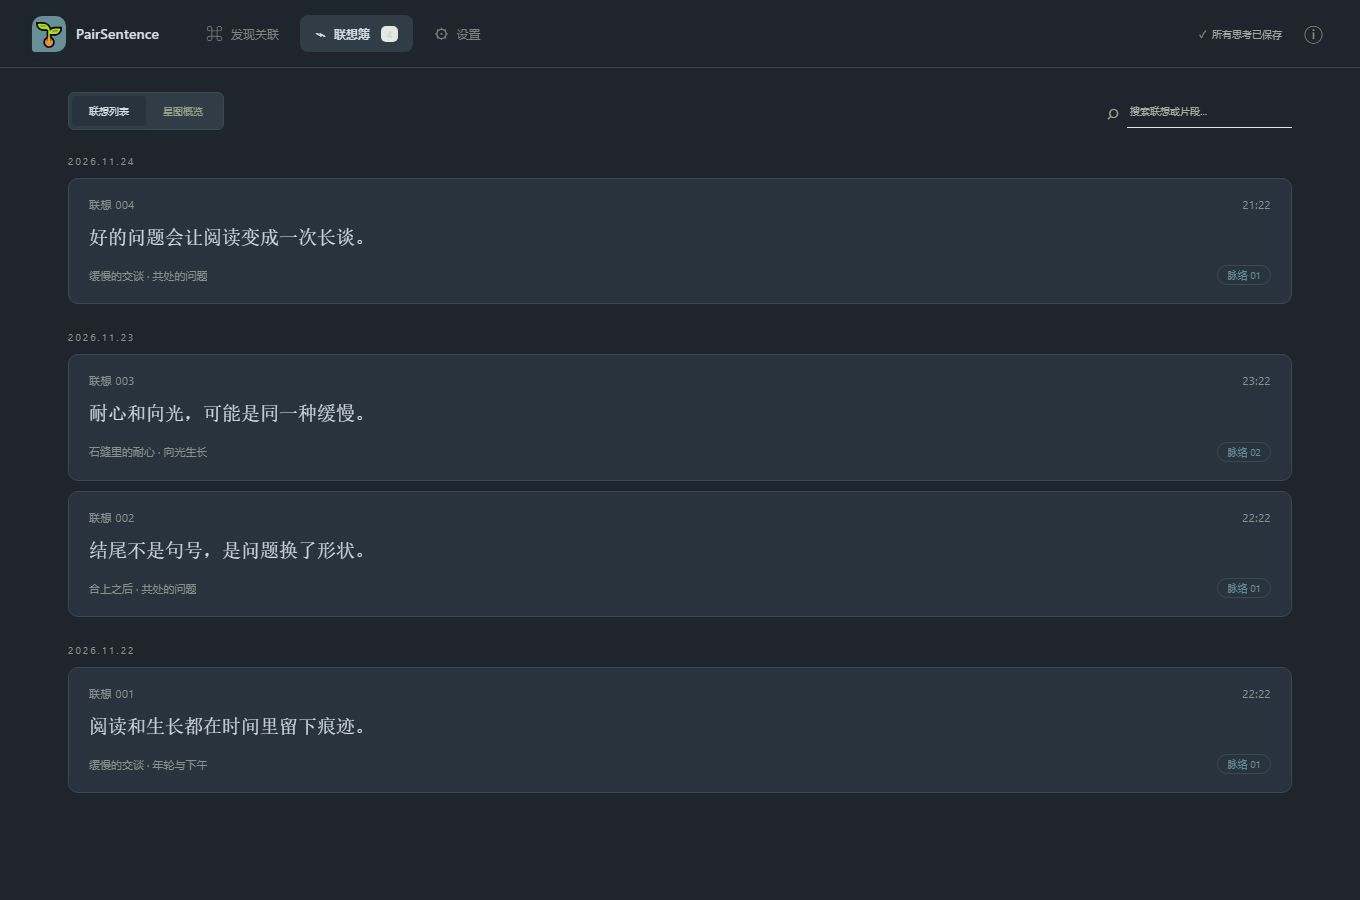 PairSentence
发现关联
联想簿
设置
✓ 所有思考已保存
联想列表
星图概览
搜索联想或片段...
2026.11.24
联想 004
21:22
好的问题会让阅读变成一次长谈。
缓慢的交谈 · 共处的问题
脉络 01
2026.11.23
联想 003
23:22
耐心和向光，可能是同一种缓慢。
石缝里的耐心 · 向光生长
脉络 02
联想 002
22:22
结尾不是句号，是问题换了形状。
合上之后 · 共处的问题
脉络 01
2026.11.22
联想 001
22:22
阅读和生长都在时间里留下痕迹。
缓慢的交谈 · 年轮与下午
脉络 01